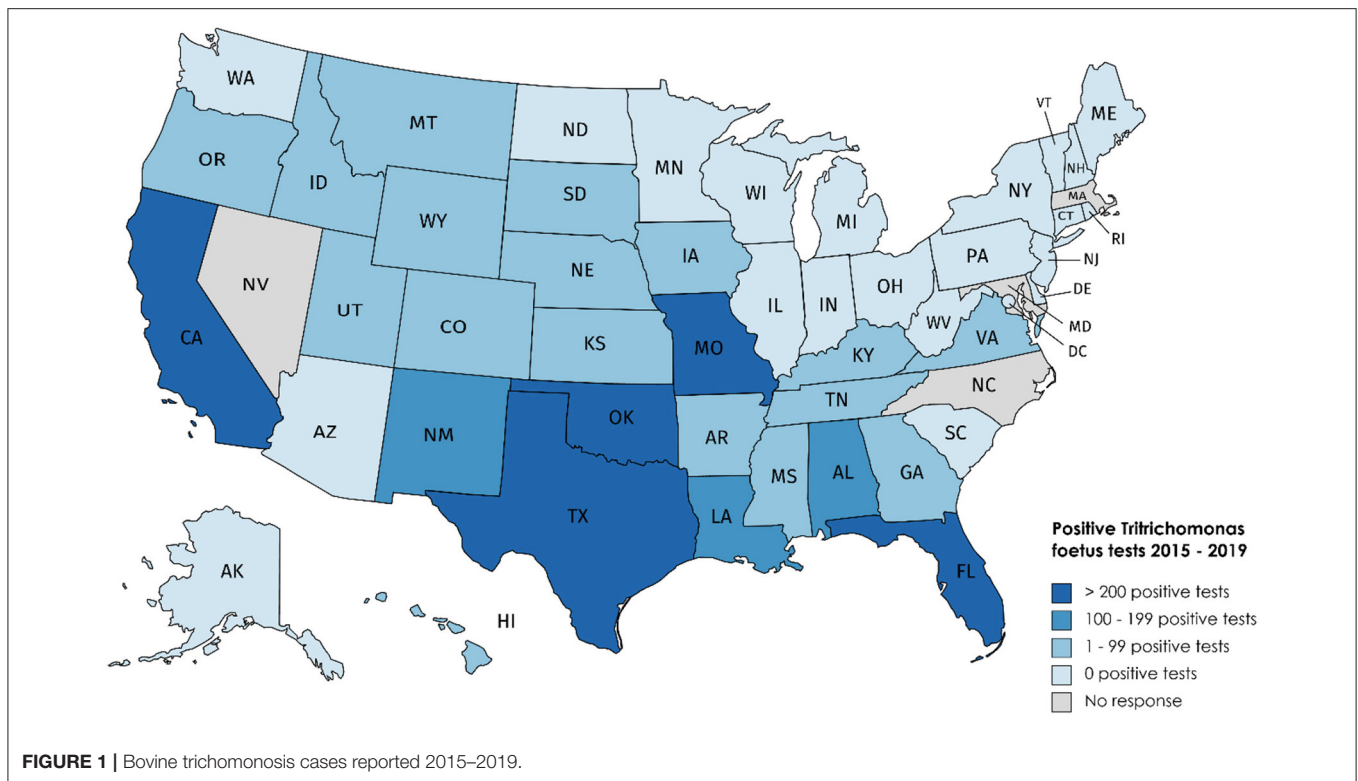 WA
MT
ND
MN
VT
ME
OR
ID
SD
WI
NY
NH
MA
WY
MI
CT
RI
IA
PA
NJ
NE
NV
OH
DE
IL
IN
UT
CO
WV
MD
CA
KS
MO
VA
DC
KY
NC
TN
OK
AZ
NM
AR
SC
MS
AL
GA
TX
LA
FL
AK
HI
Positive Tritrichomonas
foetus tests 2015 - 2019
> 200 positive tests
100 - 199 positive tests
1 - 99 positive tests
0 positive tests
No response
FIGURE 1 | Bovine trichomonosis cases reported 2015–2019.